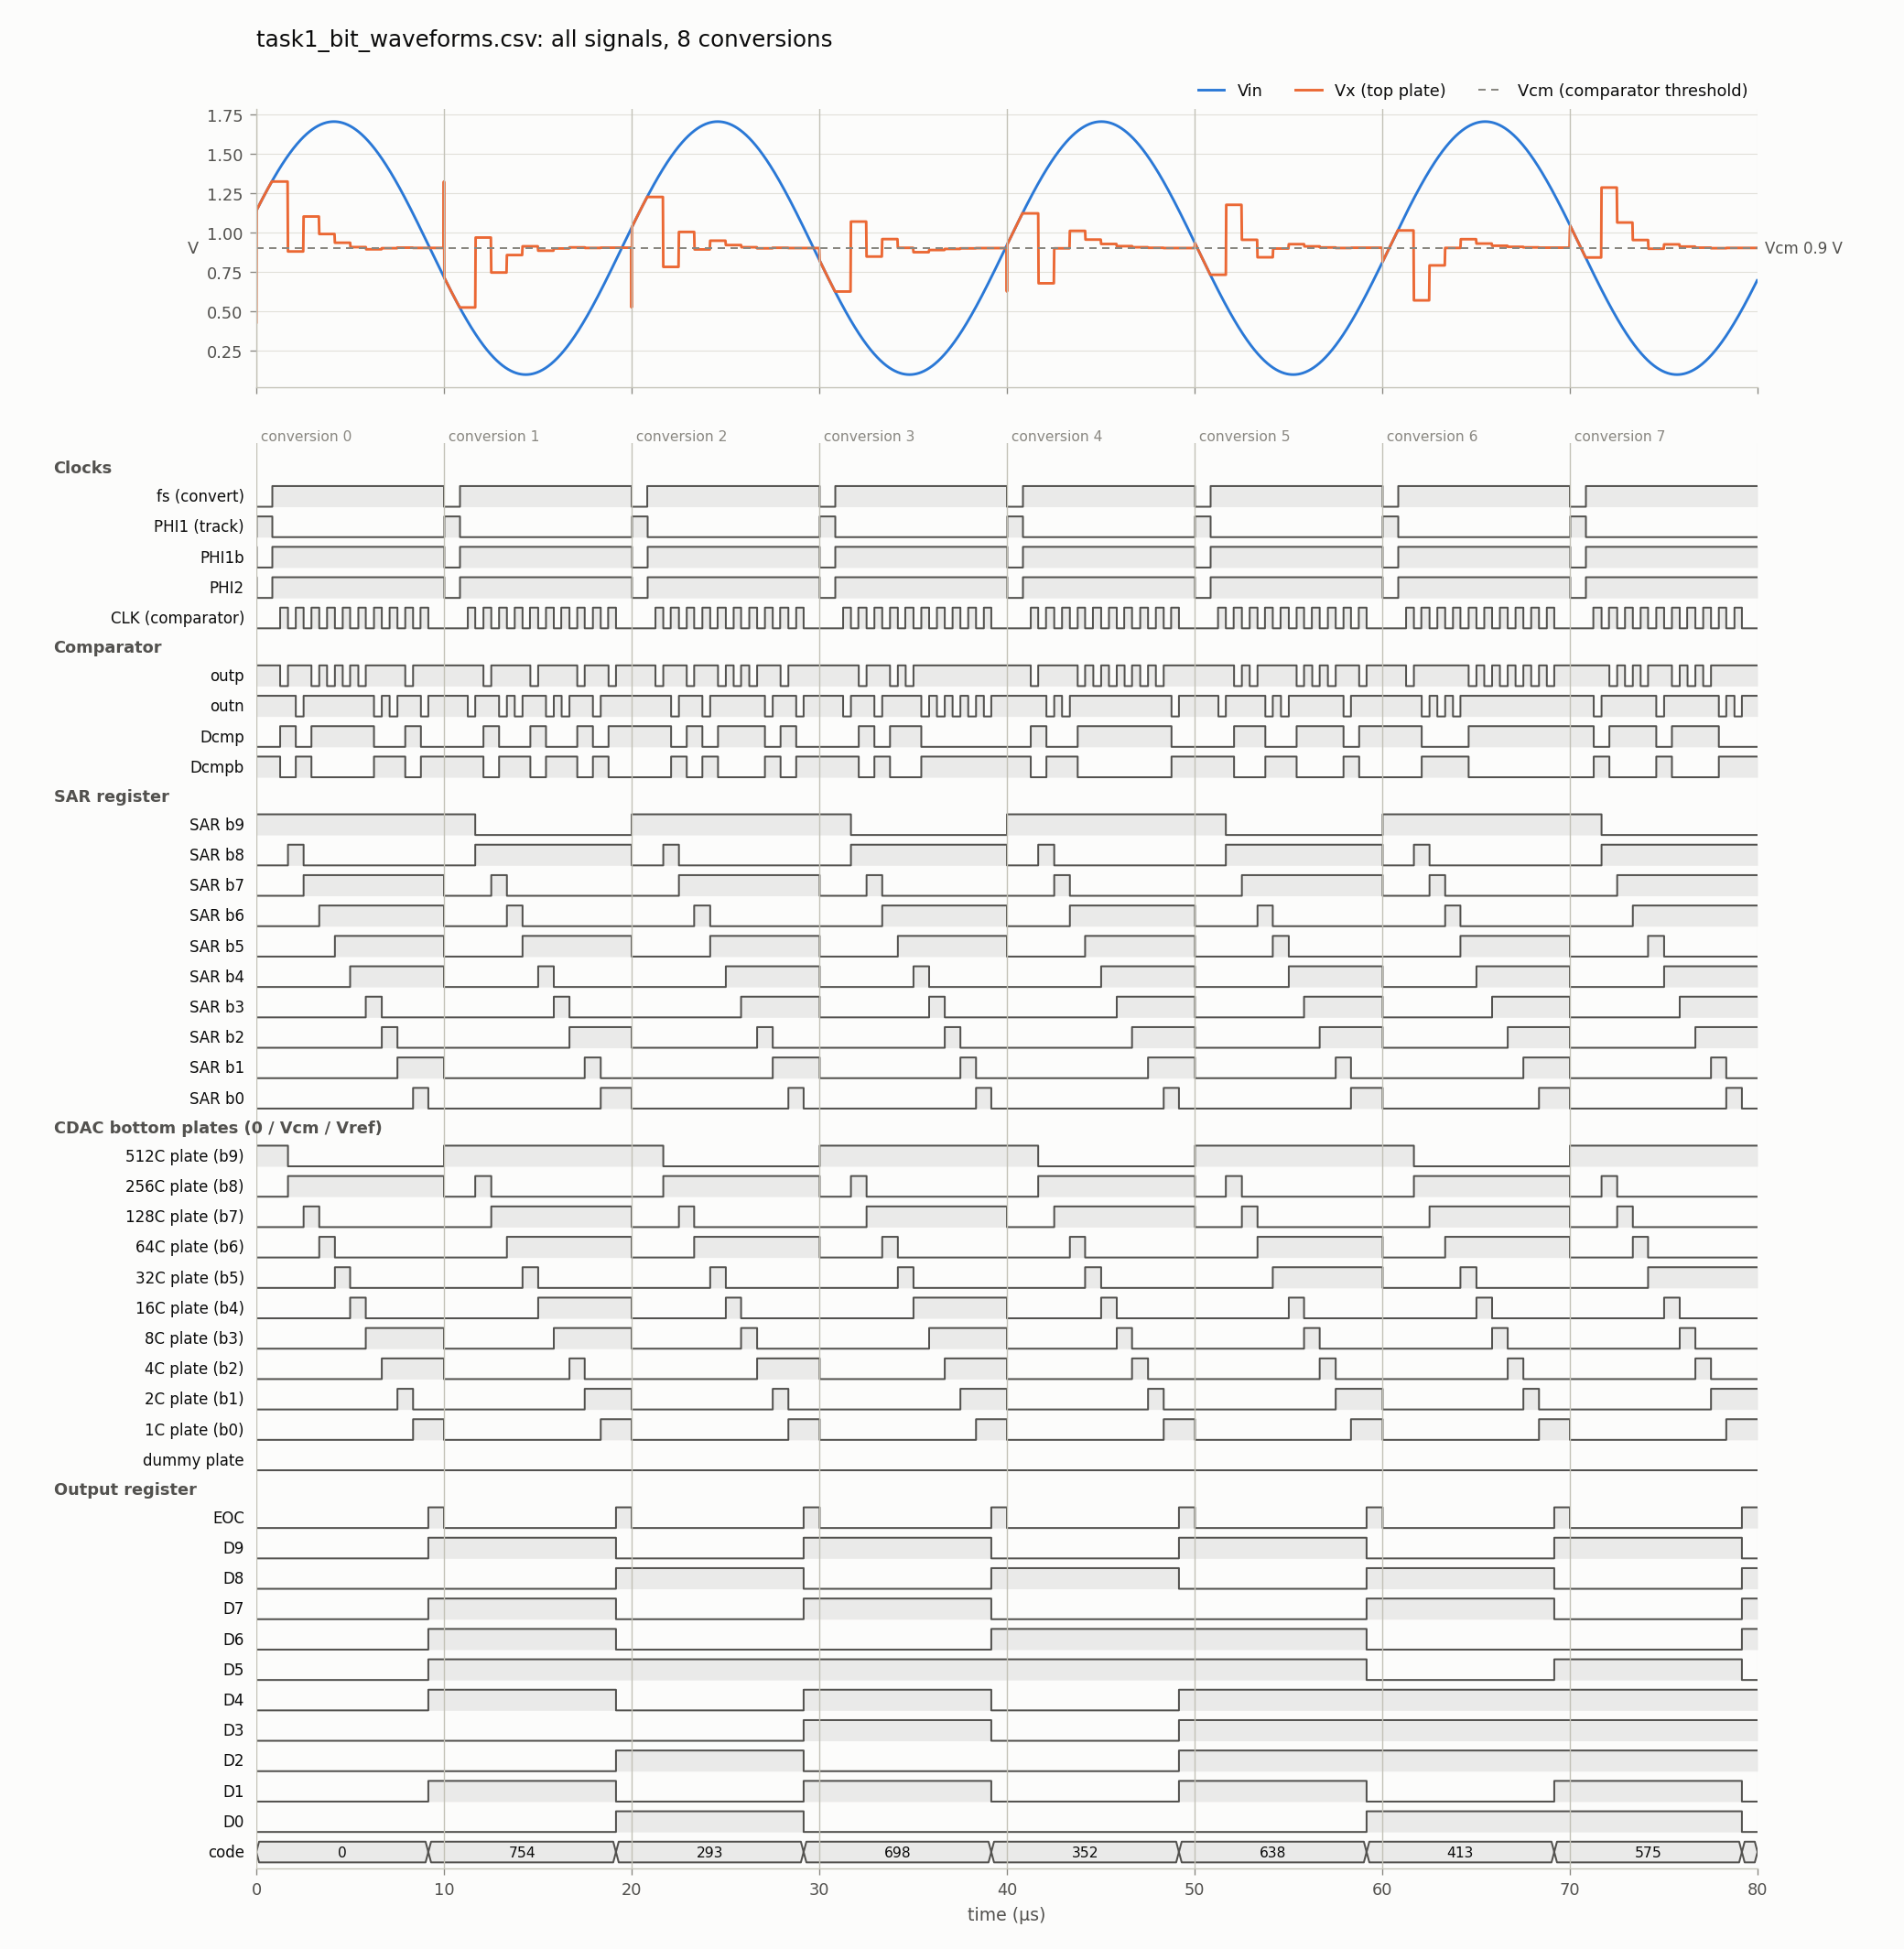 task1_bit_waveforms.csv: all signals, 8 conversions
Vin Vx (top plate) Vcm (comparator threshold)
1.75
1.50
1.25
1.00
V
Vcm 0.9 V
0.75
0.50
0.25
conversion 0 conversion 1 conversion 2 conversion 3 conversion 4 conversion 5 conversion 6 conversion 7
Clocks
fs (convert)
PHI1 (track)
PHI1b
PHI2
CLK (comparator)
Comparator
outp
outn
Dcmp
Dcmpb
SAR register
SAR b9
SAR b8
SAR b7
SAR b6
SAR b5
SAR b4
SAR b3
SAR b2
SAR b1
SAR b0
CDAC bottom plates (0 / Vcm / Vref)
512C plate (b9)
256C plate (b8)
128C plate (b7)
64C plate (b6)
32C plate (b5)
16C plate (b4)
8C plate (b3)
4C plate (b2)
2C plate (b1)
1C plate (b0)
dummy plate
Output register
EOC
D9
D8
D7
D6
D5
D4
D3
D2
D1
D0
code 0 754 293 698 352 638 413 575
0 10 20 30 40 50 60 70 80
time (µs)